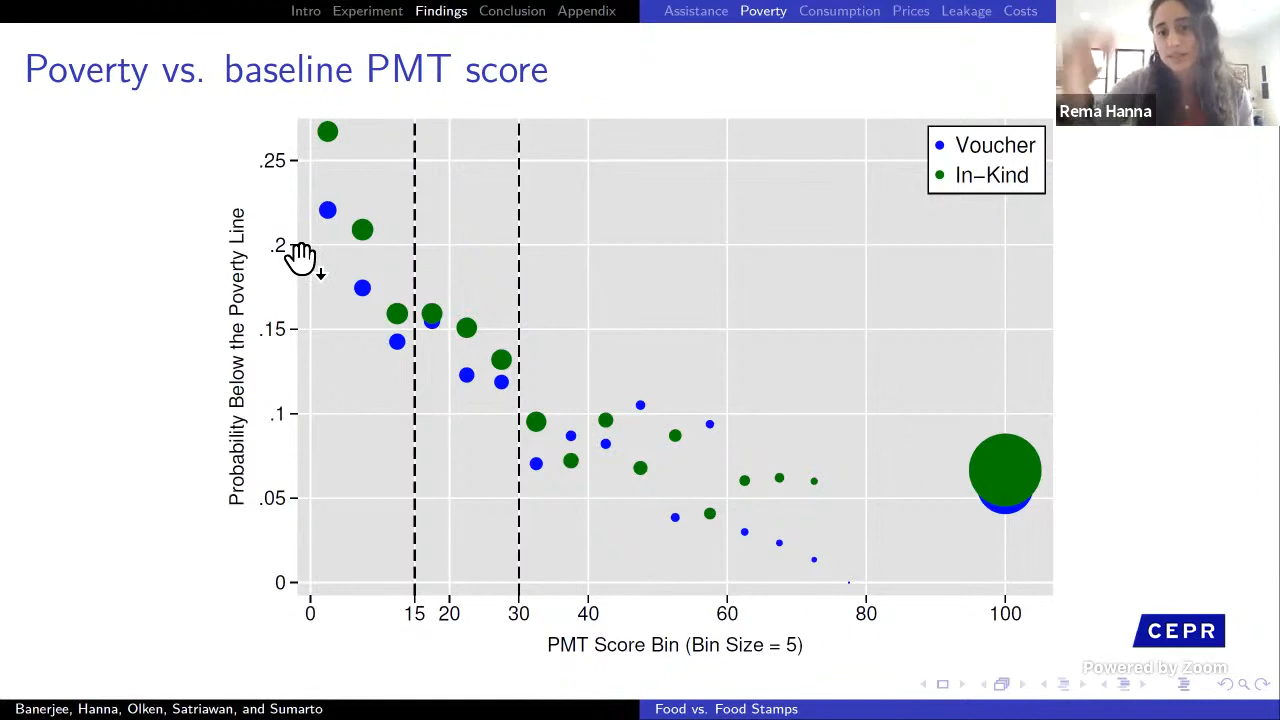 Intro Experiment Findings Conclusion Appendix
Assistance Poverty Consumption Prices Leakage Costs
Poverty vs. baseline PMT score
Rema Hanna
Voucher
In-Kind
Probability Below the Poverty Line
.25
.2
.15
.1
.05
0
0 15 20 30 40 60 80 100
PMT Score Bin (Bin Size = 5)
CEPR
Powered by Zoom
Banerjee, Hanna, Olken, Satriawan, and Sumarto
Food vs. Food Stamps